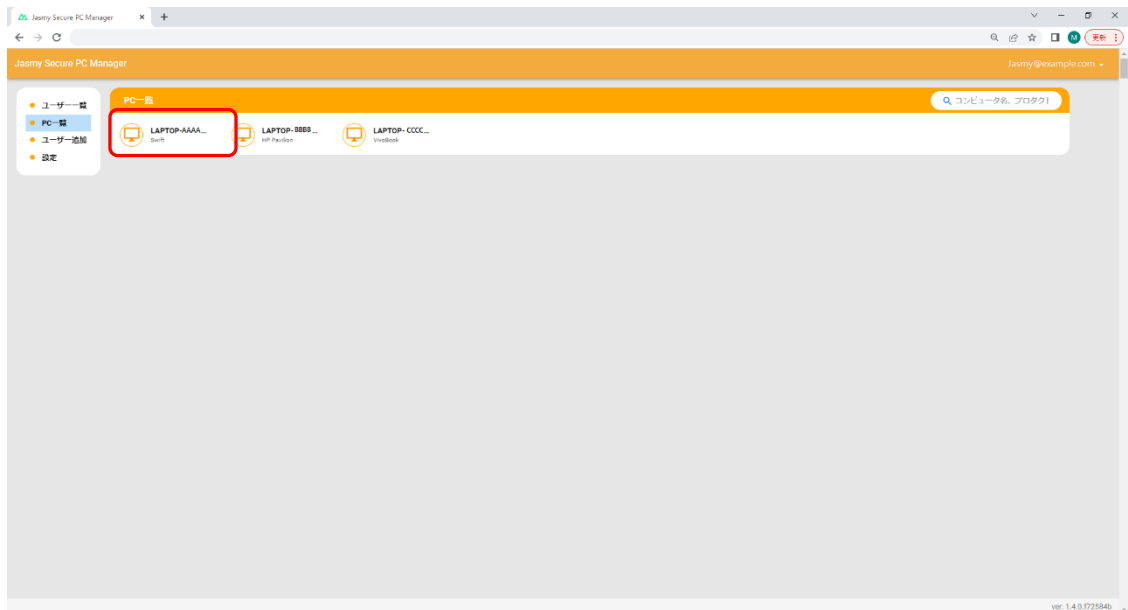 Jasmy Secure PC Manager
更新
Jasmy Secure PC Manager
Jasmy@example.com
ユーザー一覧
PC一覧
ユーザー追加
設定
PC一覧
コンピュータ名、プロダクト
LAPTOP-AAAA...
Swift
LAPTOP-BBBB...
HP Pavilion
LAPTOP-CCCC...
VivoBook
ver: 1.4.0.f72584b